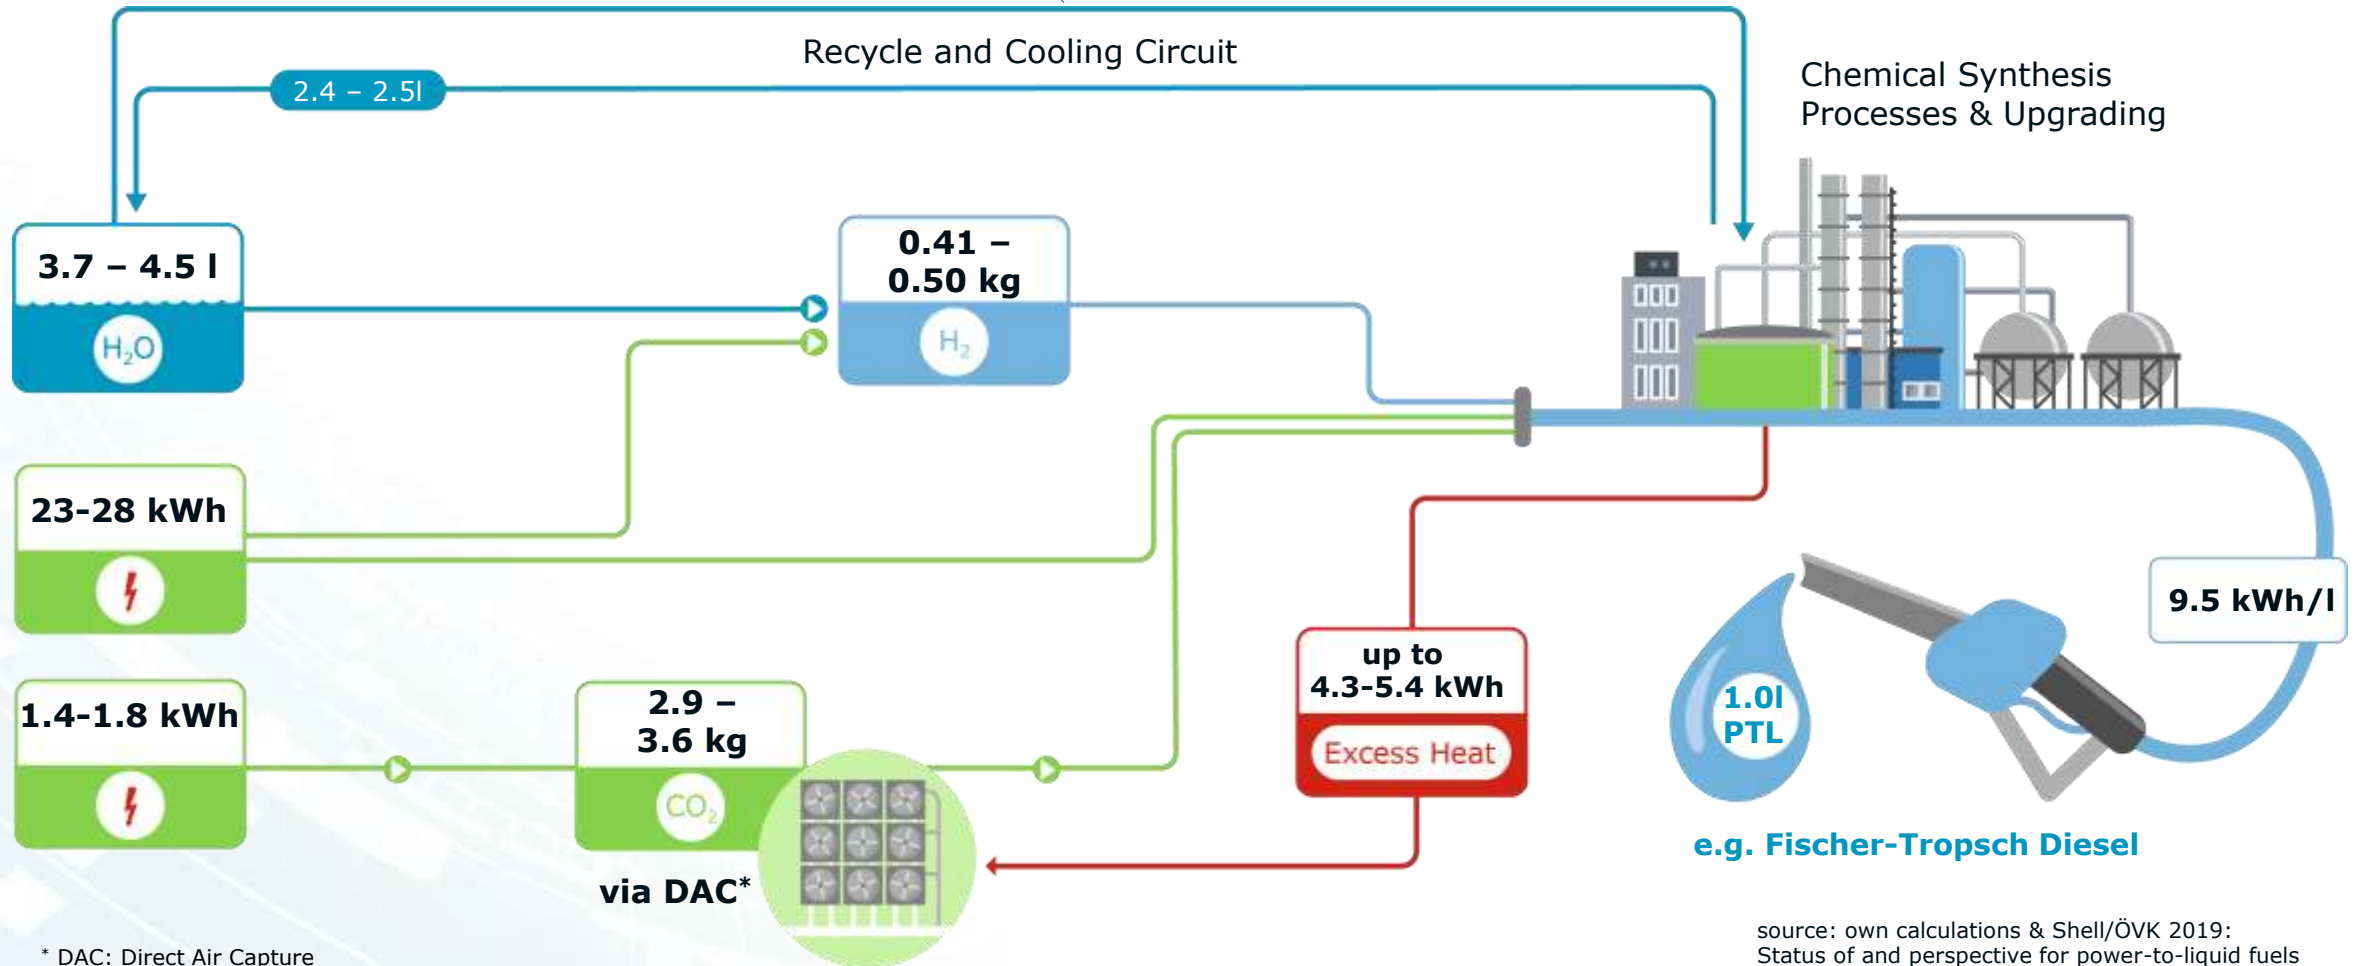 Recycle and Cooling Circuit
2.4 – 2.5l
Chemical Synthesis
Processes & Upgrading
3.7 – 4.5 l
H₂O
0.41 –
0.50 kg
H₂
23-28 kWh
9.5 kWh/l
1.4-1.8 kWh
2.9 –
3.6 kg
CO₂
via DAC*
up to
4.3-5.4 kWh
Excess Heat
1.0l
PTL
e.g. Fischer-Tropsch Diesel
* DAC: Direct Air Capture
source: own calculations & Shell/ÖVK 2019:
Status of and perspective for power-to-liquid fuels